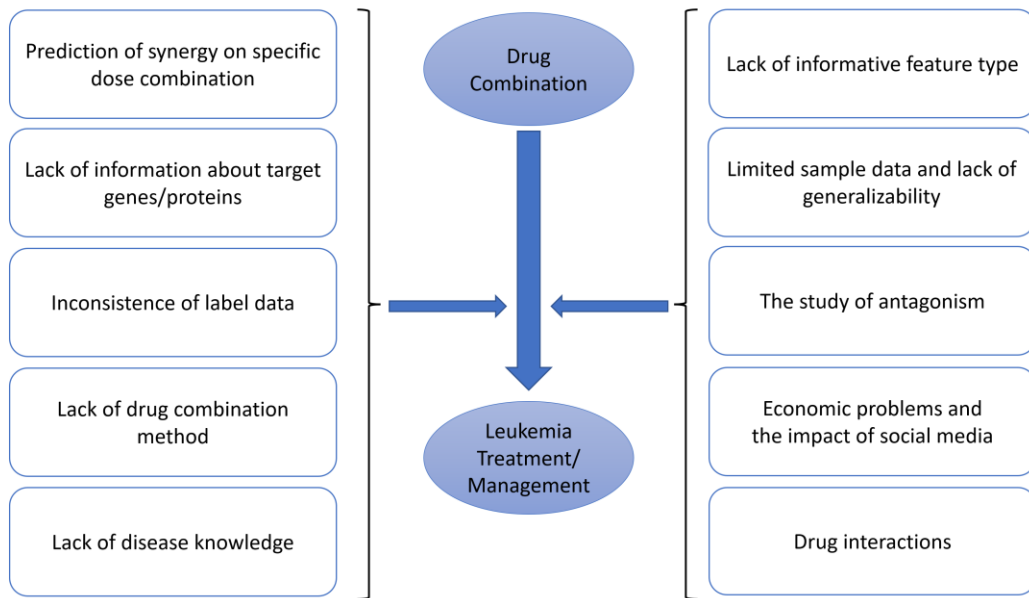 Prediction of synergy on specific
dose combination
Lack of information about target
genes/proteins
Inconsistence of label data
Lack of drug combination
method
Lack of disease knowledge
Drug
Combination
Leukemia
Treatment/
Management
Lack of informative feature type
Limited sample data and lack of
generalizability
The study of antagonism
Economic problems and
the impact of social media
Drug interactions